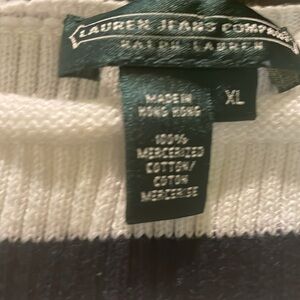 LAUREN JEANS COMPANY
RALPH LAUREN
MADE IN
HONG KONG
XL
100%
MERCERIZED
COTTON/
COTON
MERCERISE